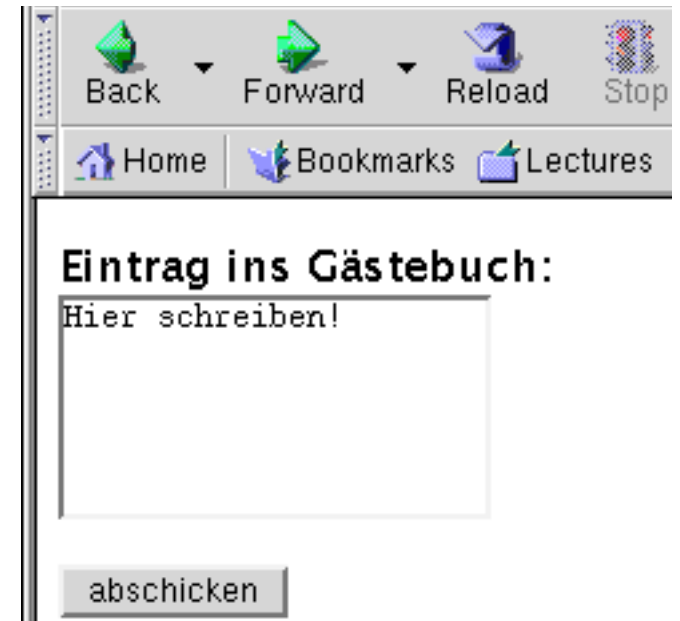 Back Forward Reload Stop
Home Bookmarks Lectures
Eintrag ins Gästebuch:
Hier schreiben!
abschicken